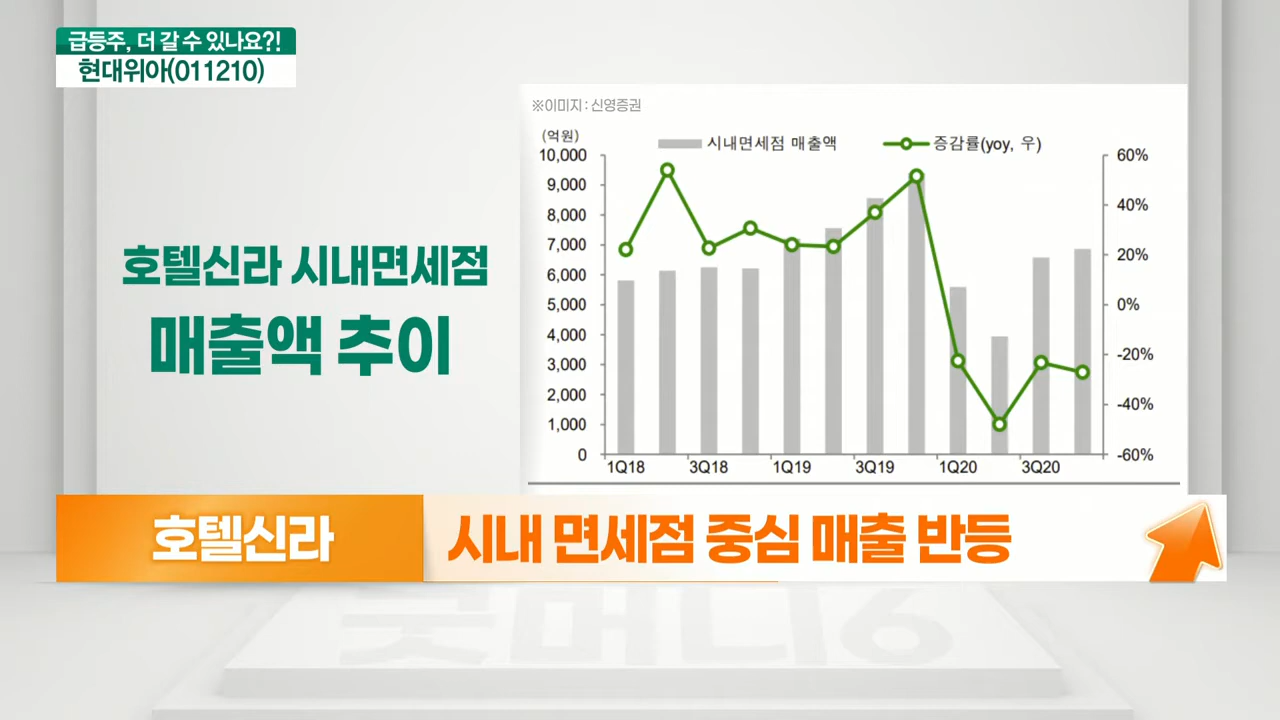 급등주, 더 갈 수 있나요?!
현대위아(011210)
※이미지 : 신영증권
(억원)
시내면세점 매출액
증감률(yoy, 우)
10,000
9,000
8,000
7,000
6,000
5,000
4,000
3,000
2,000
1,000
0
60%
40%
20%
0%
-20%
-40%
-60%
1Q18 3Q18 1Q19 3Q19 1Q20 3Q20
호텔신라 시내면세점
매출액 추이
호텔신라
시내 면세점 중심 매출 반등
굿머니6